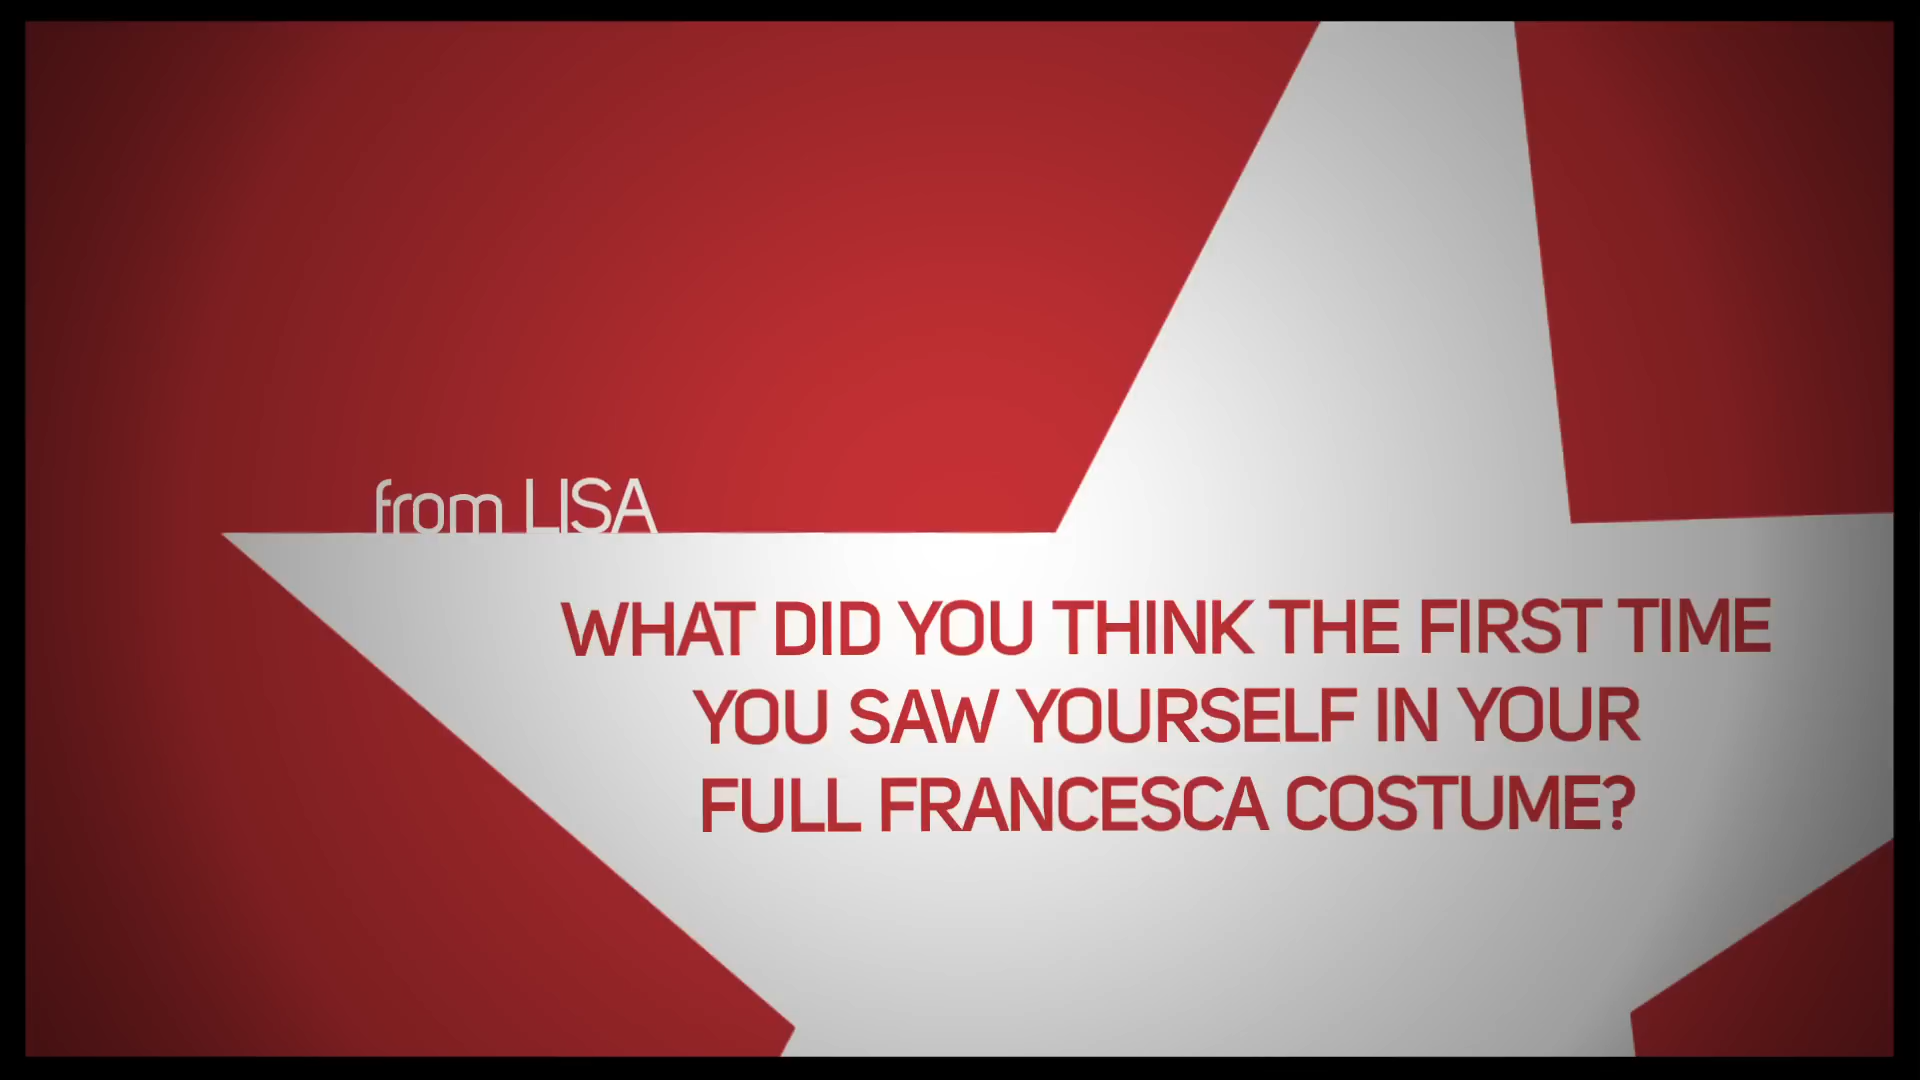 from LISA
WHAT DID YOU THINK THE FIRST TIME
YOU SAW YOURSELF IN YOUR
FULL FRANCESCA COSTUME?